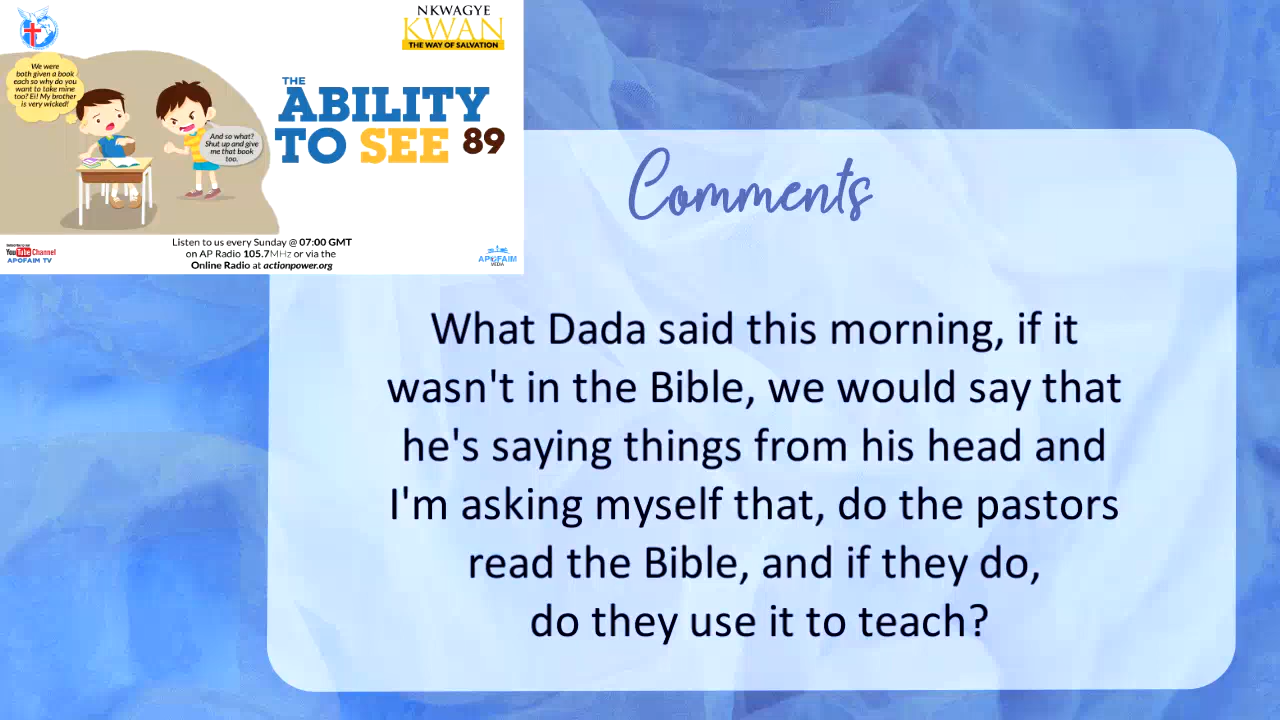 NKWAGYE
KWAN
THE WAY OF SALVATION
We were
both given a book
each so why do you
want to take mine
too? Ei! My brother
is very wicked!
And so what?
Shut up and give
me that book
too.
THE
ABILITY
TO SEE 89
YouTube Channel
APOFAIM TV
Listen to us every Sunday @ 07:00 GMT
on AP Radio 105.7MHz or via the
Online Radio at actionpower.org
APOFAIM
MEDIA
Comments
What Dada said this morning, if it
wasn't in the Bible, we would say that
he's saying things from his head and
I'm asking myself that, do the pastors
read the Bible, and if they do,
do they use it to teach?